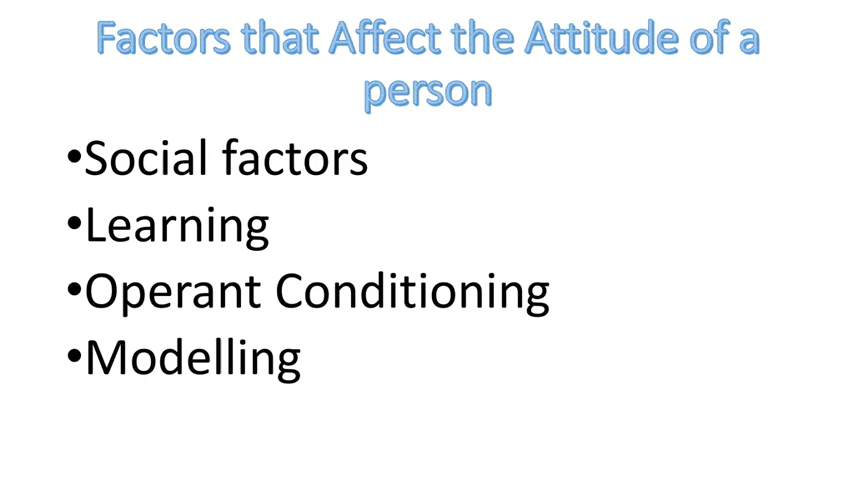 Factors that Affect the Attitude of a
person
•Social factors
•Learning
•Operant Conditioning
•Modelling